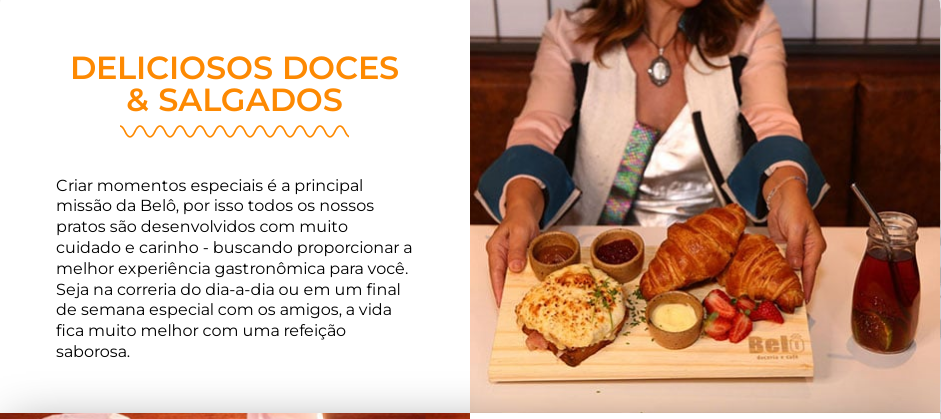 DELICIOSOS DOCES
& SALGADOS
Criar momentos especiais é a principal
missão da Belô, por isso todos os nossos
pratos são desenvolvidos com muito
cuidado e carinho - buscando proporcionar a
melhor experiência gastronômica para você.
Seja na correria do dia-a-dia ou em um final
de semana especial com os amigos, a vida
fica muito melhor com uma refeição
saborosa.
Belô
doceria e café